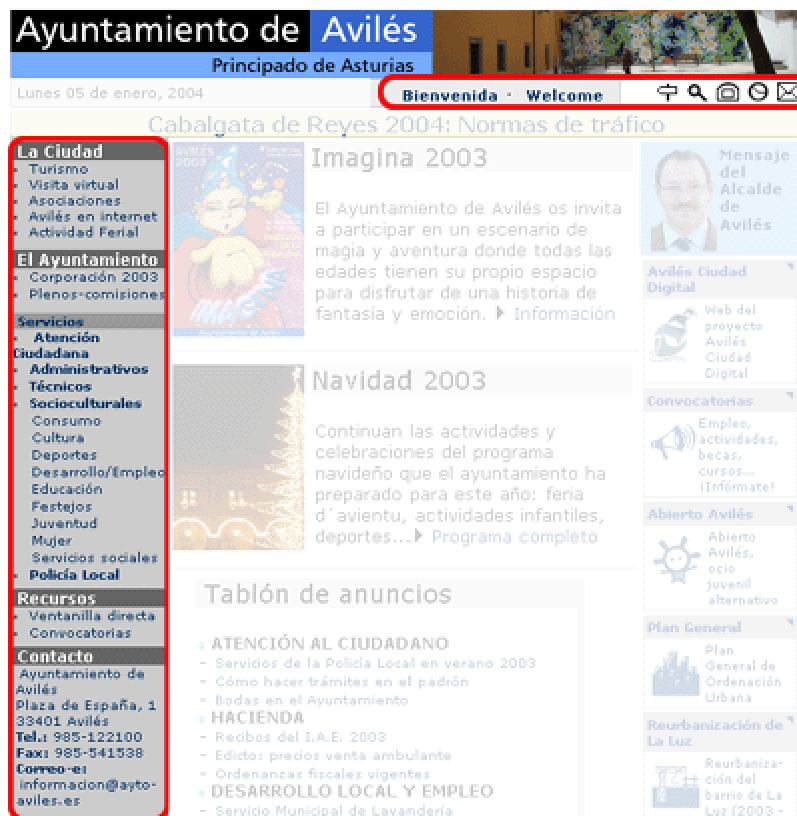 Ayuntamiento de Avilés
Principado de Asturias
Lunes 05 de enero, 2004
Bienvenida · Welcome
Cabalgata de Reyes 2004: Normas de tráfico
La Ciudad
Turismo
Visita virtual
Asociaciones
Avilés en internet
Actividad Ferial
El Ayuntamiento
Corporación 2003
Plenos-comisiones
Servicios
Atención
Ciudadana
Administrativos
Técnicos
Socioculturales
Consumo
Cultura
Deportes
Desarrollo/Empleo
Educación
Festejos
Juventud
Mujer
Servicios sociales
Policía Local
Recursos
Ventanilla directa
Convocatorias
Contacto
Ayuntamiento de
Avilés
Plaza de España, 1
33401 Avilés
Tel.: 985-122100
Fax: 985-541538
Correo-e:
informacion@ayto-
aviles.es
AVILÉS
2003
IMAGINA
Imagina 2003
El Ayuntamiento de Avilés os invita
a participar en un escenario de
magia y aventura donde todas las
edades tienen su propio espacio
para disfrutar de una historia de
fantasía y emoción. Información
Navidad 2003
Continuan las actividades y
celebraciones del programa
navideño que el ayuntamiento ha
preparado para este año: feria
d´avientu, actividades infantiles,
deportes... Programa completo
Tablón de anuncios
ATENCIÓN AL CIUDADANO
- Servicios de la Policía Local en verano 2003
- Cómo hacer trámites en el padrón
- Bodas en el Ayuntamiento
HACIENDA
- Recibos del I.A.E. 2003
- Edicto: precios venta ambulante
- Ordenanzas fiscales vigentes
DESARROLLO LOCAL Y EMPLEO
- Servicio Municipal de Lavandería
Mensaje
del
Alcalde
de
Avilés
Avilés Ciudad
Digital
Web del
proyecto
Avilés
Ciudad
Digital
Convocatorias
Empleo,
actividades,
becas,
cursos...
¡Infórmate!
Abierto Avilés
Abierto
Avilés,
ocio
juvenil
alternativo
Plan General
Plan
General de
Ordenación
Urbana
Reurbanización de
La Luz
Reurbaniza-
ción del
barrio de La
Luz (2003 -